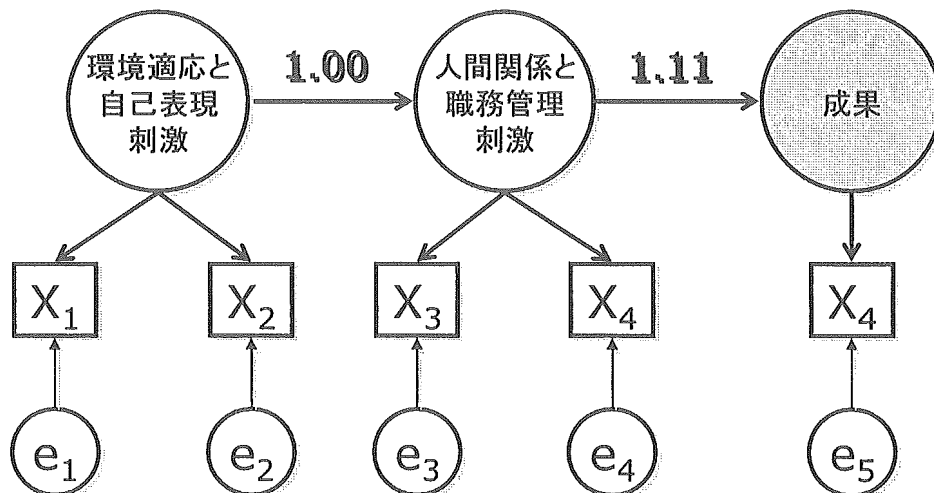 環境適応と
自己表現
刺激
1.00
人間関係と
職務管理
刺激
1.11
成果
X₁
X₂
X₃
X₄
X₄
e₁
e₂
e₃
e₄
e₅